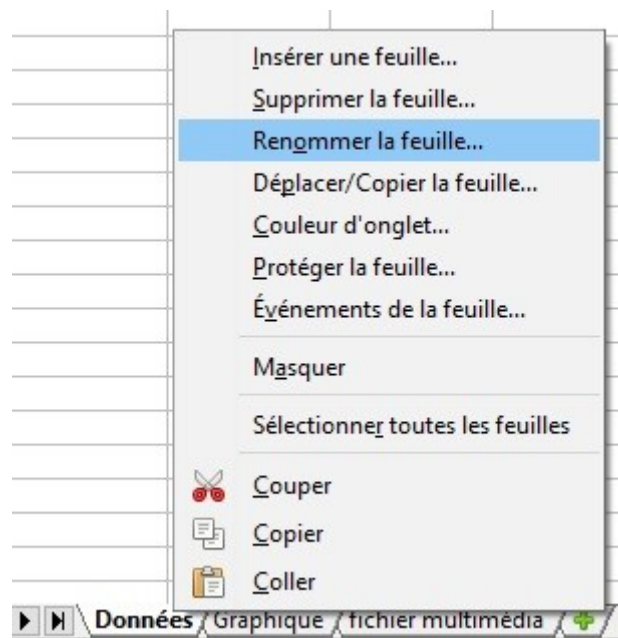 Insérer une feuille...
Supprimer la feuille...
Renommer la feuille...
Déplacer/Copier la feuille...
Couleur d'onglet...
Protéger la feuille...
Événements de la feuille...
Masquer
Sélectionner toutes les feuilles
Couper
Copier
Coller
Données Graphique fichier multimédia